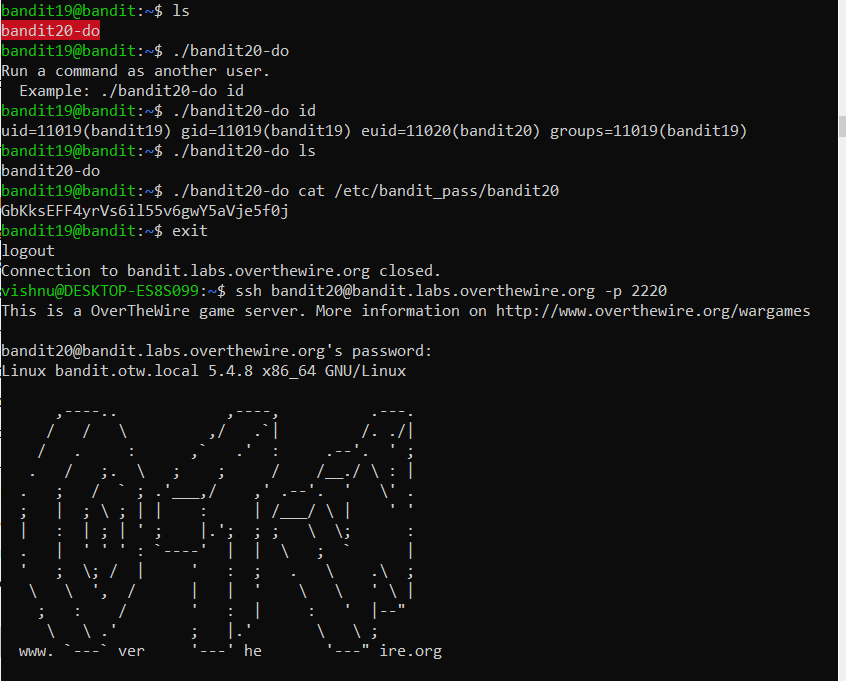 bandit19@bandit:~$ ls
bandit20-do
bandit19@bandit:~$ ./bandit20-do
Run a command as another user.
  Example: ./bandit20-do id
bandit19@bandit:~$ ./bandit20-do id
uid=11019(bandit19) gid=11019(bandit19) euid=11020(bandit20) groups=11019(bandit19)
bandit19@bandit:~$ ./bandit20-do ls
bandit20-do
bandit19@bandit:~$ ./bandit20-do cat /etc/bandit_pass/bandit20
GbKksEFF4yrVs6il55v6gwY5aVje5f0j
bandit19@bandit:~$ exit
logout
Connection to bandit.labs.overthewire.org closed.
vishnu@DESKTOP-ES8S099:~$ ssh bandit20@bandit.labs.overthewire.org -p 2220
This is a OverTheWire game server. More information on http://www.overthewire.org/wargames
bandit20@bandit.labs.overthewire.org's password:
Linux bandit.otw.local 5.4.8 x86_64 GNU/Linux
www. ver he ire.org